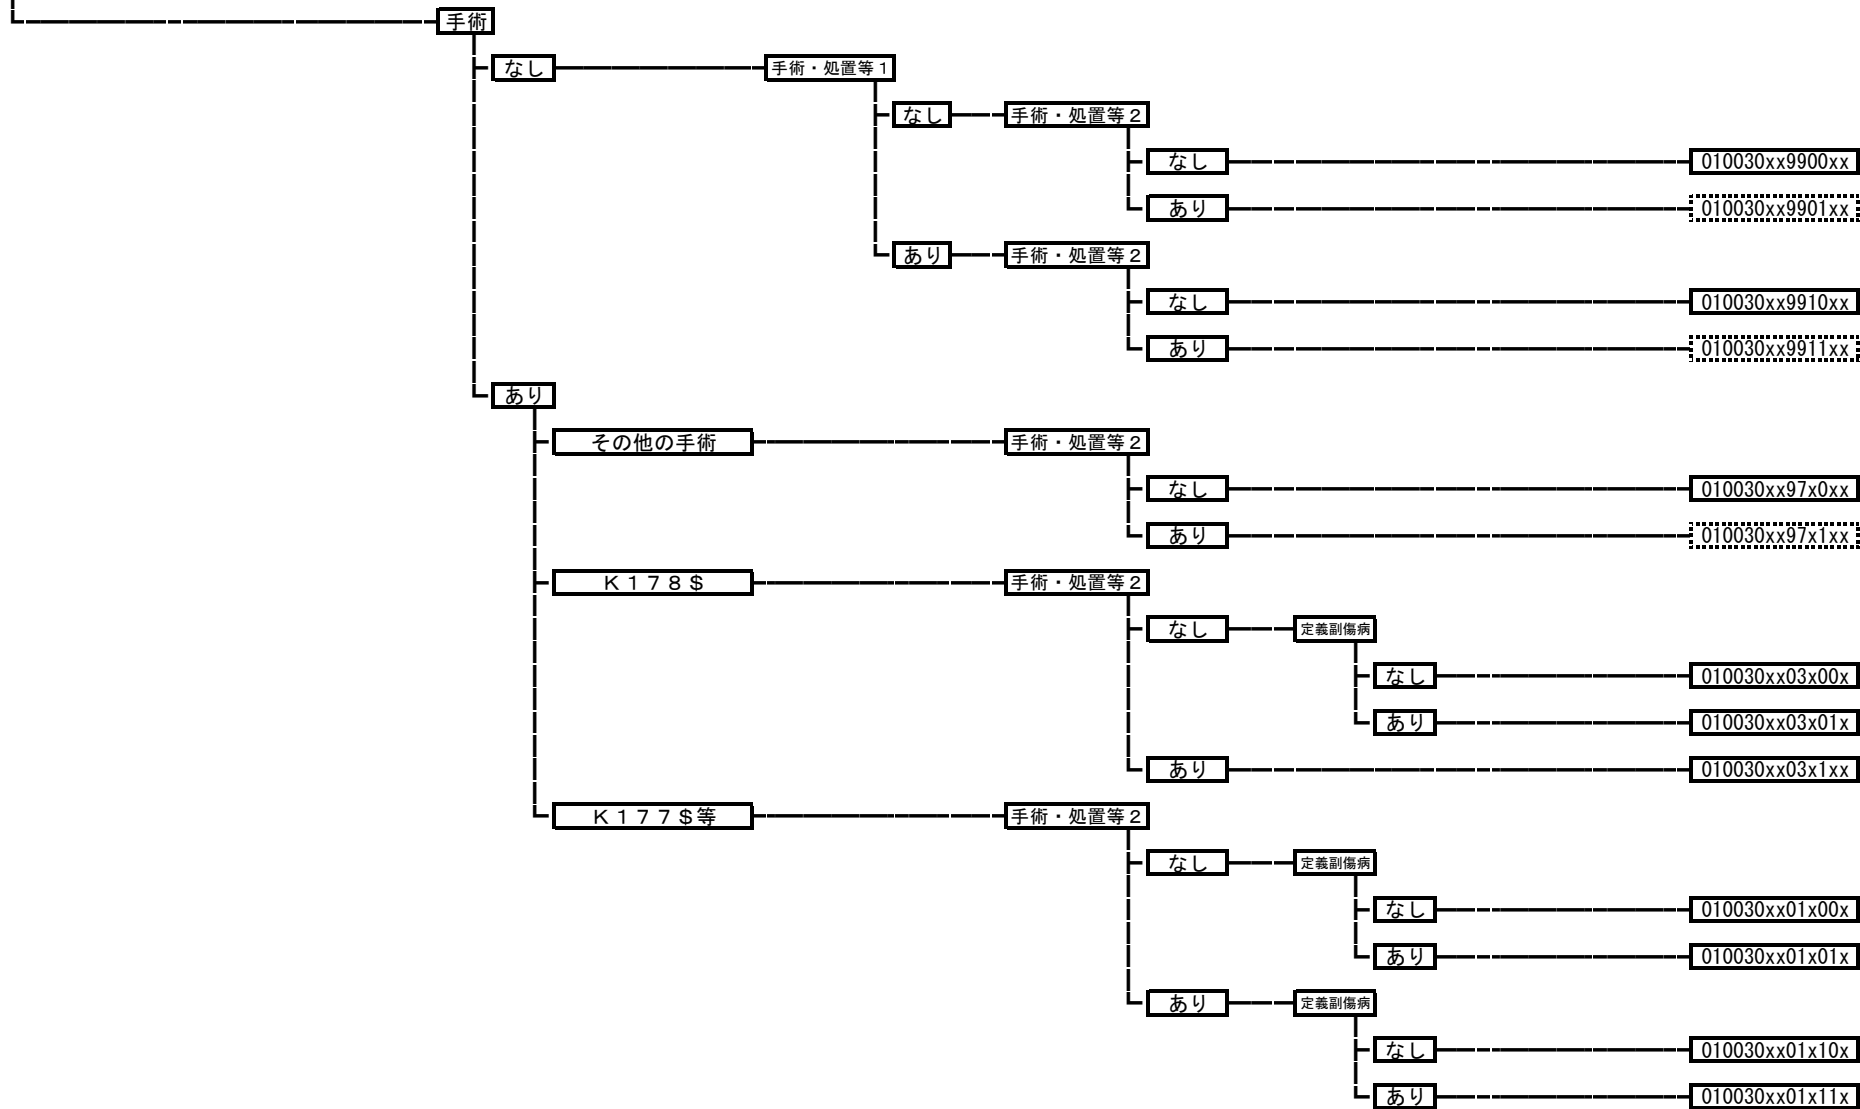 手術
なし 手術・処置等1
なし 手術・処置等2
なし 010030xx9900xx
あり 010030xx9901xx
あり 手術・処置等2
なし 010030xx9910xx
あり 010030xx9911xx
あり
その他の手術 手術・処置等2
なし 010030xx97x0xx
あり 010030xx97x1xx
K178$ 手術・処置等2
なし 定義副傷病
なし 010030xx03x00x
あり 010030xx03x01x
あり 010030xx03x1xx
K177$等 手術・処置等2
なし 定義副傷病
なし 010030xx01x00x
あり 010030xx01x01x
あり 定義副傷病
なし 010030xx01x10x
あり 010030xx01x11x